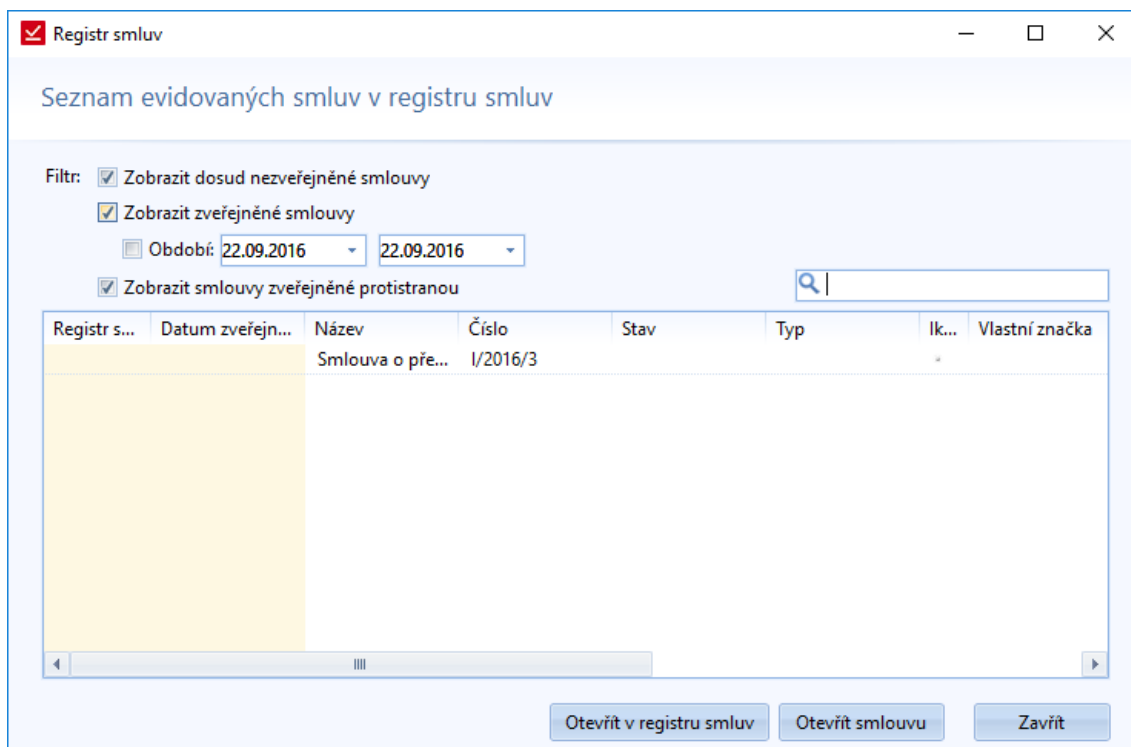 Registr smluv
Seznam evidovaných smluv v registru smluv
Filtr: Zobrazit dosud nezveřejněné smlouvy
Zobrazit zveřejněné smlouvy
Období: 22.09.2016 22.09.2016
Zobrazit smlouvy zveřejněné protistranou
Registr s... Datum zveřejn... Název Číslo Stav Typ Ik... Vlastní značka
Smlouva o pře... I/2016/3
Otevřít v registru smluv Otevřít smlouvu Zavřít